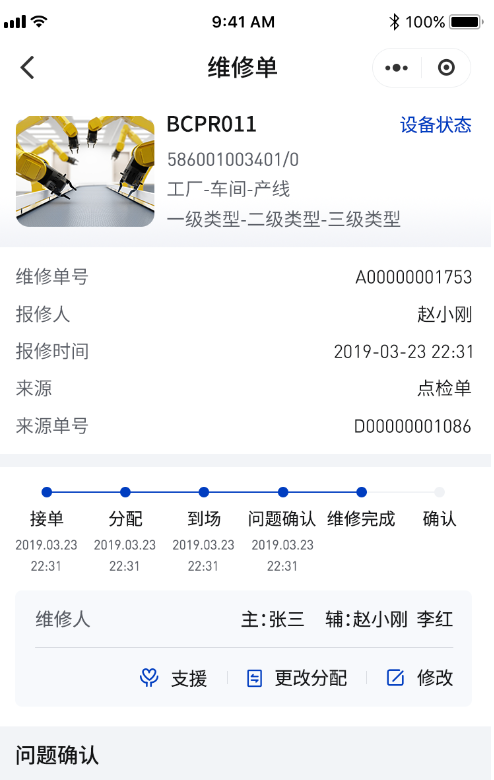 9:41 AM 100%
维修单
BCPR011 设备状态
586001003401/0
工厂-车间-产线
一级类型-二级类型-三级类型
维修单号 A00000001753
报修人 赵小刚
报修时间 2019-03-23 22:31
来源 点检单
来源单号 D00000001086
接单 分配 到场 问题确认 维修完成 确认
2019.03.23 2019.03.23 2019.03.23 2019.03.23
22:31 22:31 22:31 22:31
维修人 主：张三 辅：赵小刚 李红
支援 更改分配 修改
问题确认